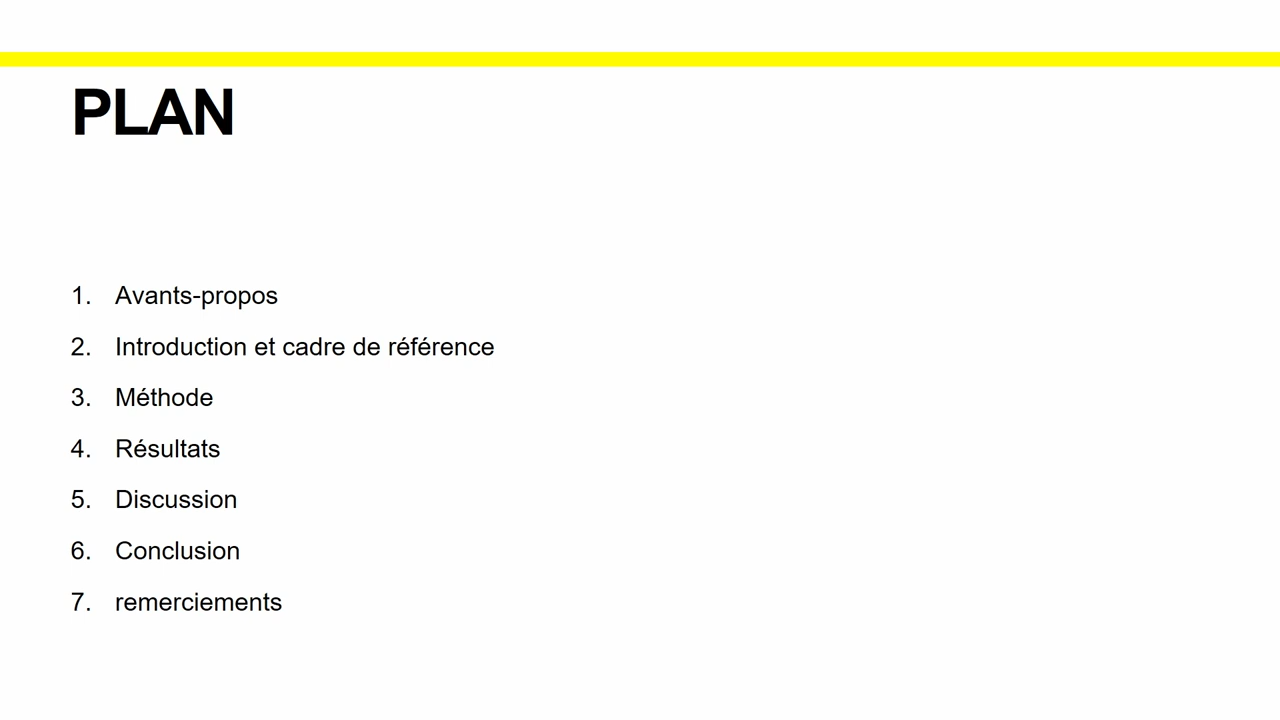 PLAN
1. Avants-propos
2. Introduction et cadre de référence
3. Méthode
4. Résultats
5. Discussion
6. Conclusion
7. remerciements